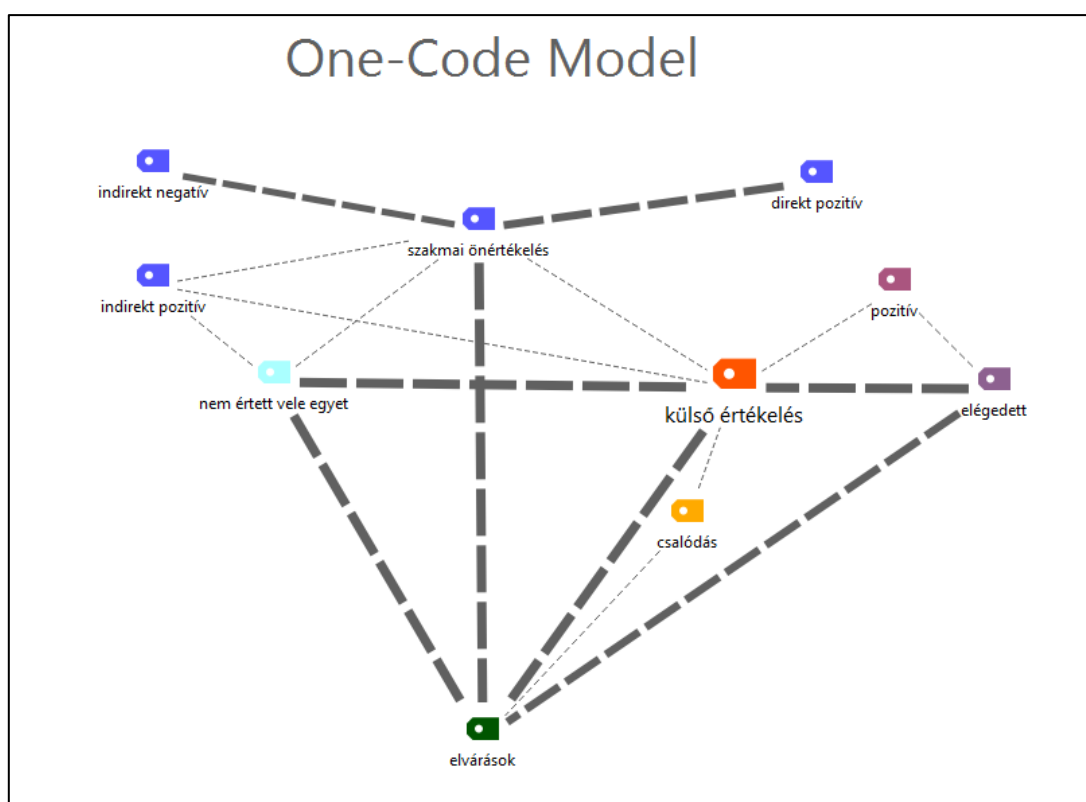 One-Code Model
indirekt negatív
direkt pozitív
szakmai önértékelés
indirekt pozitív
pozitív
nem értett vele egyet
külső értékelés
elégedett
csalódás
elvárások